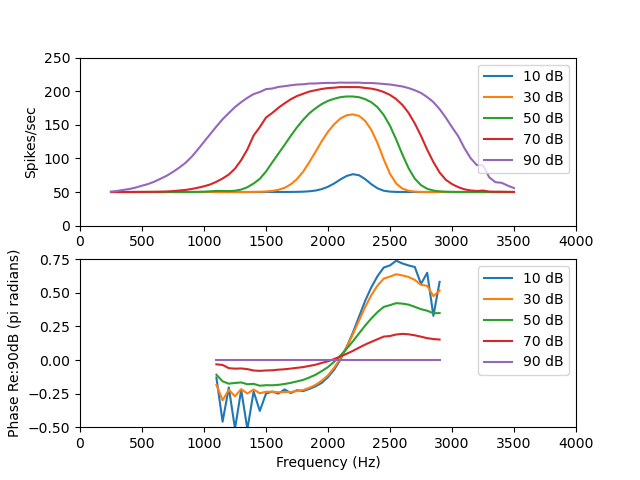 250
200
150
100
50
0
Spikes/sec
10 dB
30 dB
50 dB
70 dB
90 dB
0 500 1000 1500 2000 2500 3000 3500 4000
0.75
0.50
0.25
0.00
−0.25
−0.50
Phase Re:90dB (pi radians)
10 dB
30 dB
50 dB
70 dB
90 dB
0 500 1000 1500 2000 2500 3000 3500 4000
Frequency (Hz)